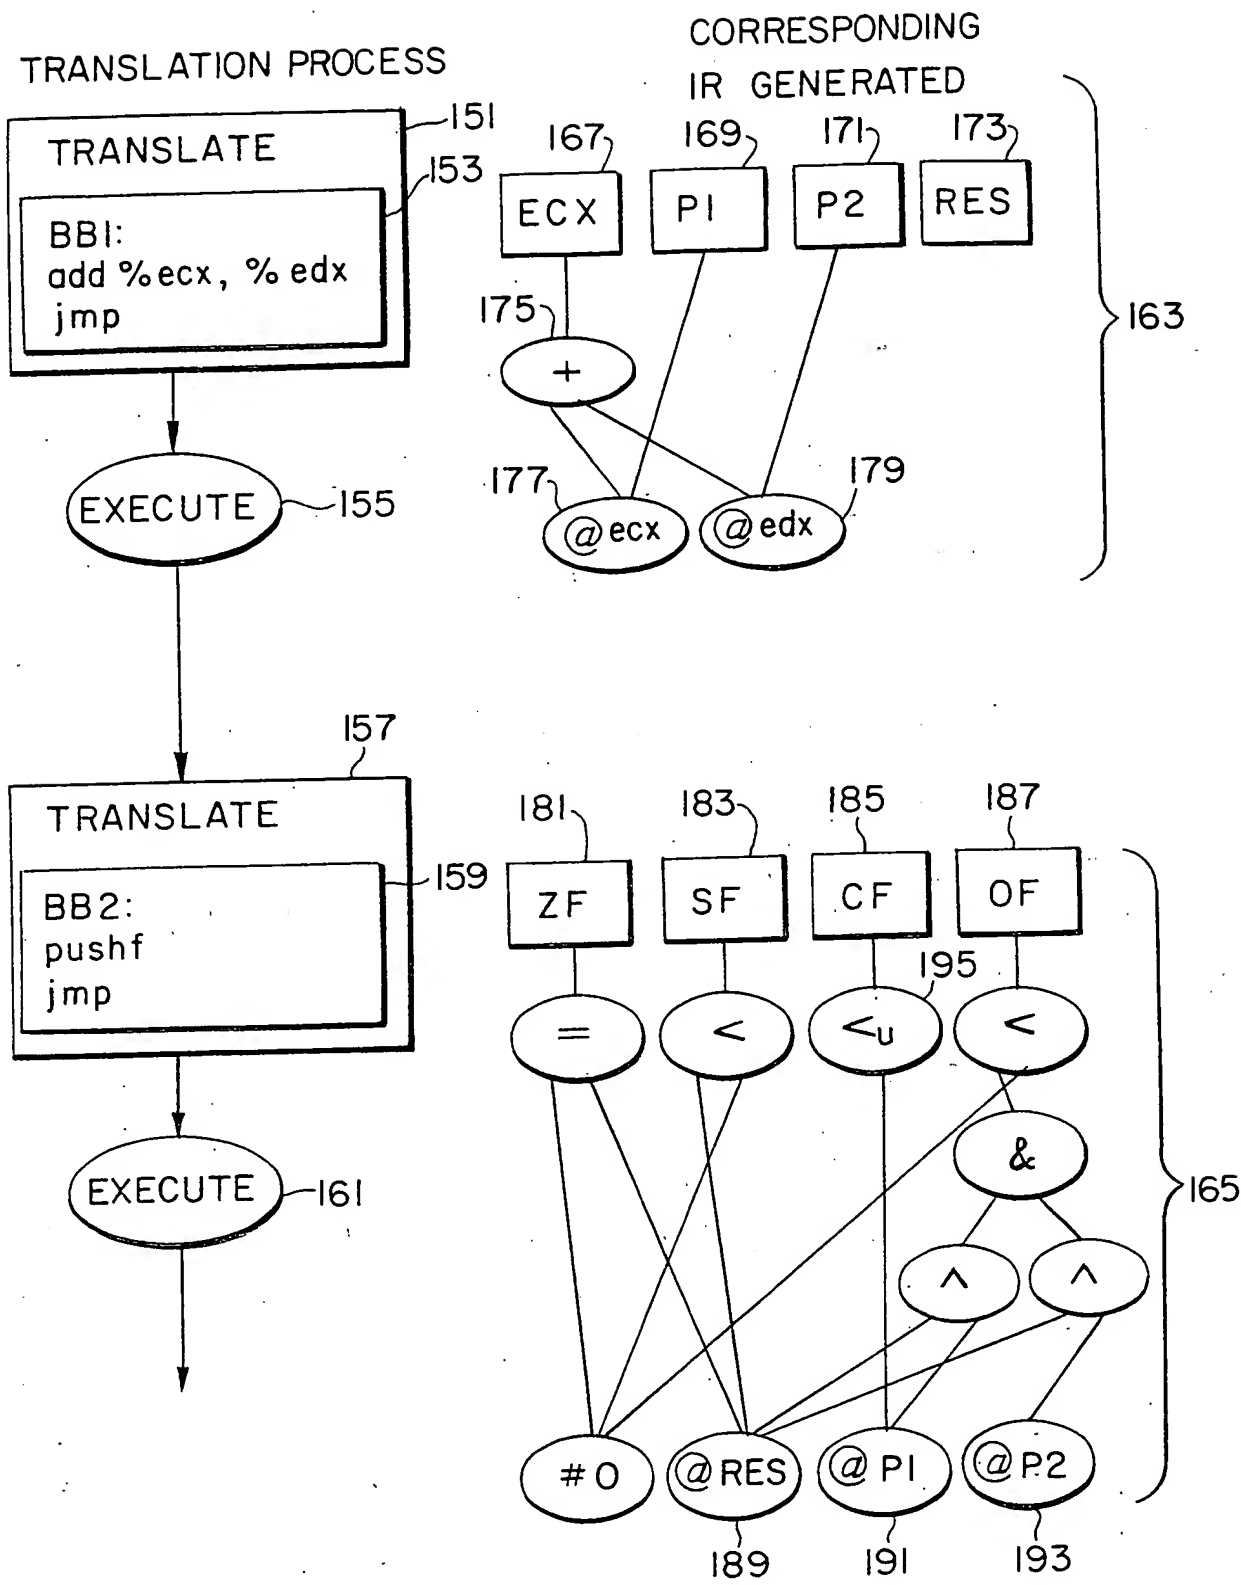 TRANSLATION PROCESS
CORRESPONDING
IR GENERATED
TRANSLATE
151
153
BB1:
add %ecx, %edx
jmp
EXECUTE
155
167
169
171
173
ECX
P1
P2
RES
175
+
177
179
@ecx
@edx
163
157
TRANSLATE
159
BB2:
pushf
jmp
EXECUTE
161
181
183
185
187
ZF
SF
CF
OF
195
=
<
<u
<
&
^
^
165
#0
@RES
@P1
@P2
189
191
193